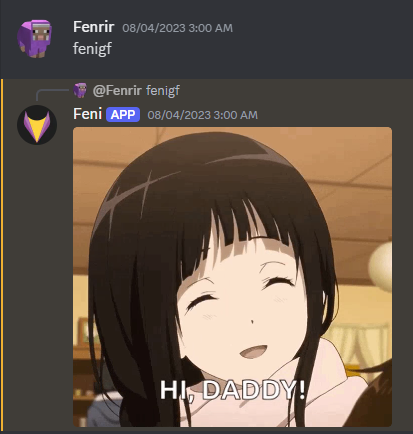 Fenrir 08/04/2023 3:00 AM
fenigf
@Fenrir fenigf
Feni APP 08/04/2023 3:00 AM
HI, DADDY!